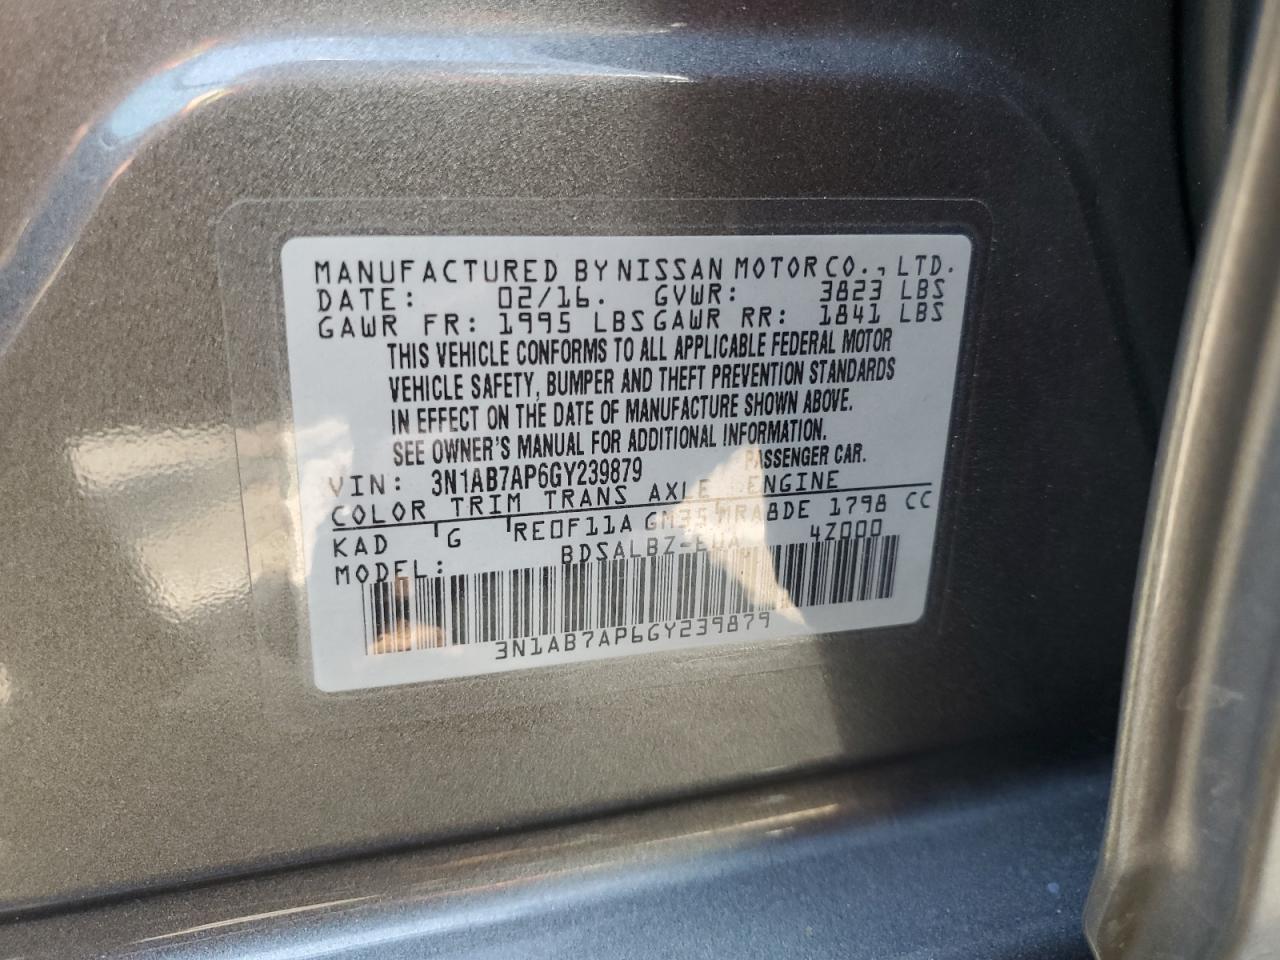 MANUFACTURED BY NISSAN MOTOR CO., LTD.
DATE: 02/16. GVWR: 3823 LBS
GAWR FR: 1995 LBS GAWR RR: 1841 LBS
THIS VEHICLE CONFORMS TO ALL APPLICABLE FEDERAL MOTOR
VEHICLE SAFETY, BUMPER AND THEFT PREVENTION STANDARDS
IN EFFECT ON THE DATE OF MANUFACTURE SHOWN ABOVE.
SEE OWNER'S MANUAL FOR ADDITIONAL INFORMATION.
VIN: 3N1AB7AP6GY239879 PASSENGER CAR.
COLOR TRIM TRANS AXLE ENGINE
KAD G RE0F11A MRA8DE 1798 CC
MODEL: 4Z000
3N1AB7AP6GY239879